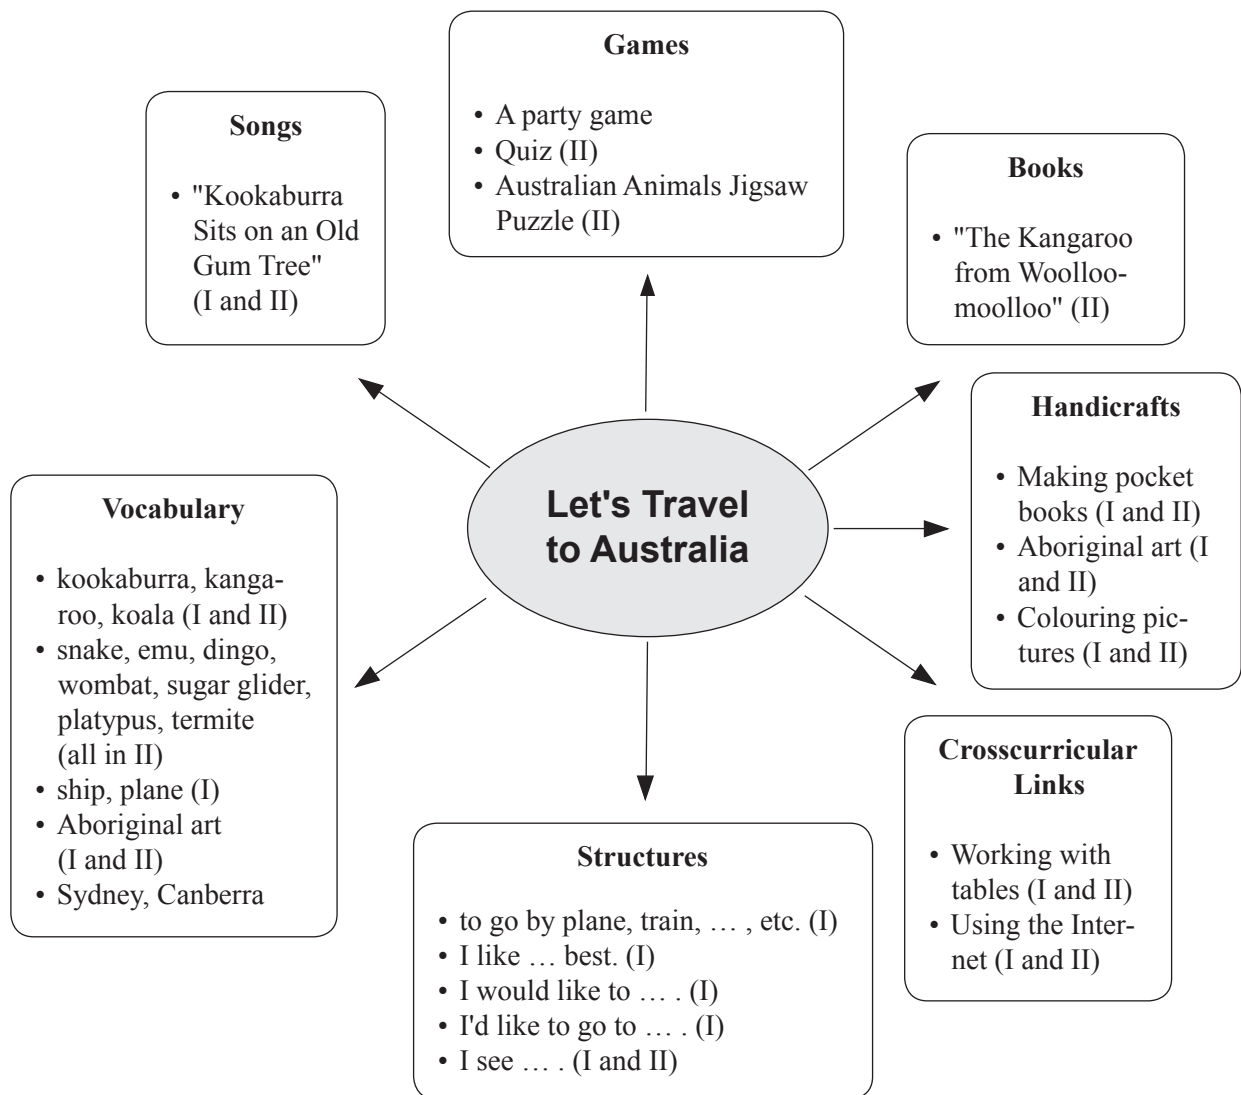 Games
• A party game
• Quiz (II)
• Australian Animals Jigsaw
Puzzle (II)
Songs
• "Kookaburra
Sits on an Old
Gum Tree"
(I and II)
Books
• "The Kangaroo
from Woolloo-
moolloo" (II)
Handicrafts
• Making pocket
books (I and II)
• Aboriginal art (I
and II)
• Colouring pic-
tures (I and II)
Let's Travel
to Australia
Vocabulary
• kookaburra, kanga-
roo, koala (I and II)
• snake, emu, dingo,
wombat, sugar glider,
platypus, termite
(all in II)
• ship, plane (I)
• Aboriginal art
(I and II)
• Sydney, Canberra
Crosscurricular
Links
• Working with
tables (I and II)
• Using the Inter-
net (I and II)
Structures
• to go by plane, train, … , etc. (I)
• I like … best. (I)
• I would like to … . (I)
• I'd like to go to … . (I)
• I see … . (I and II)